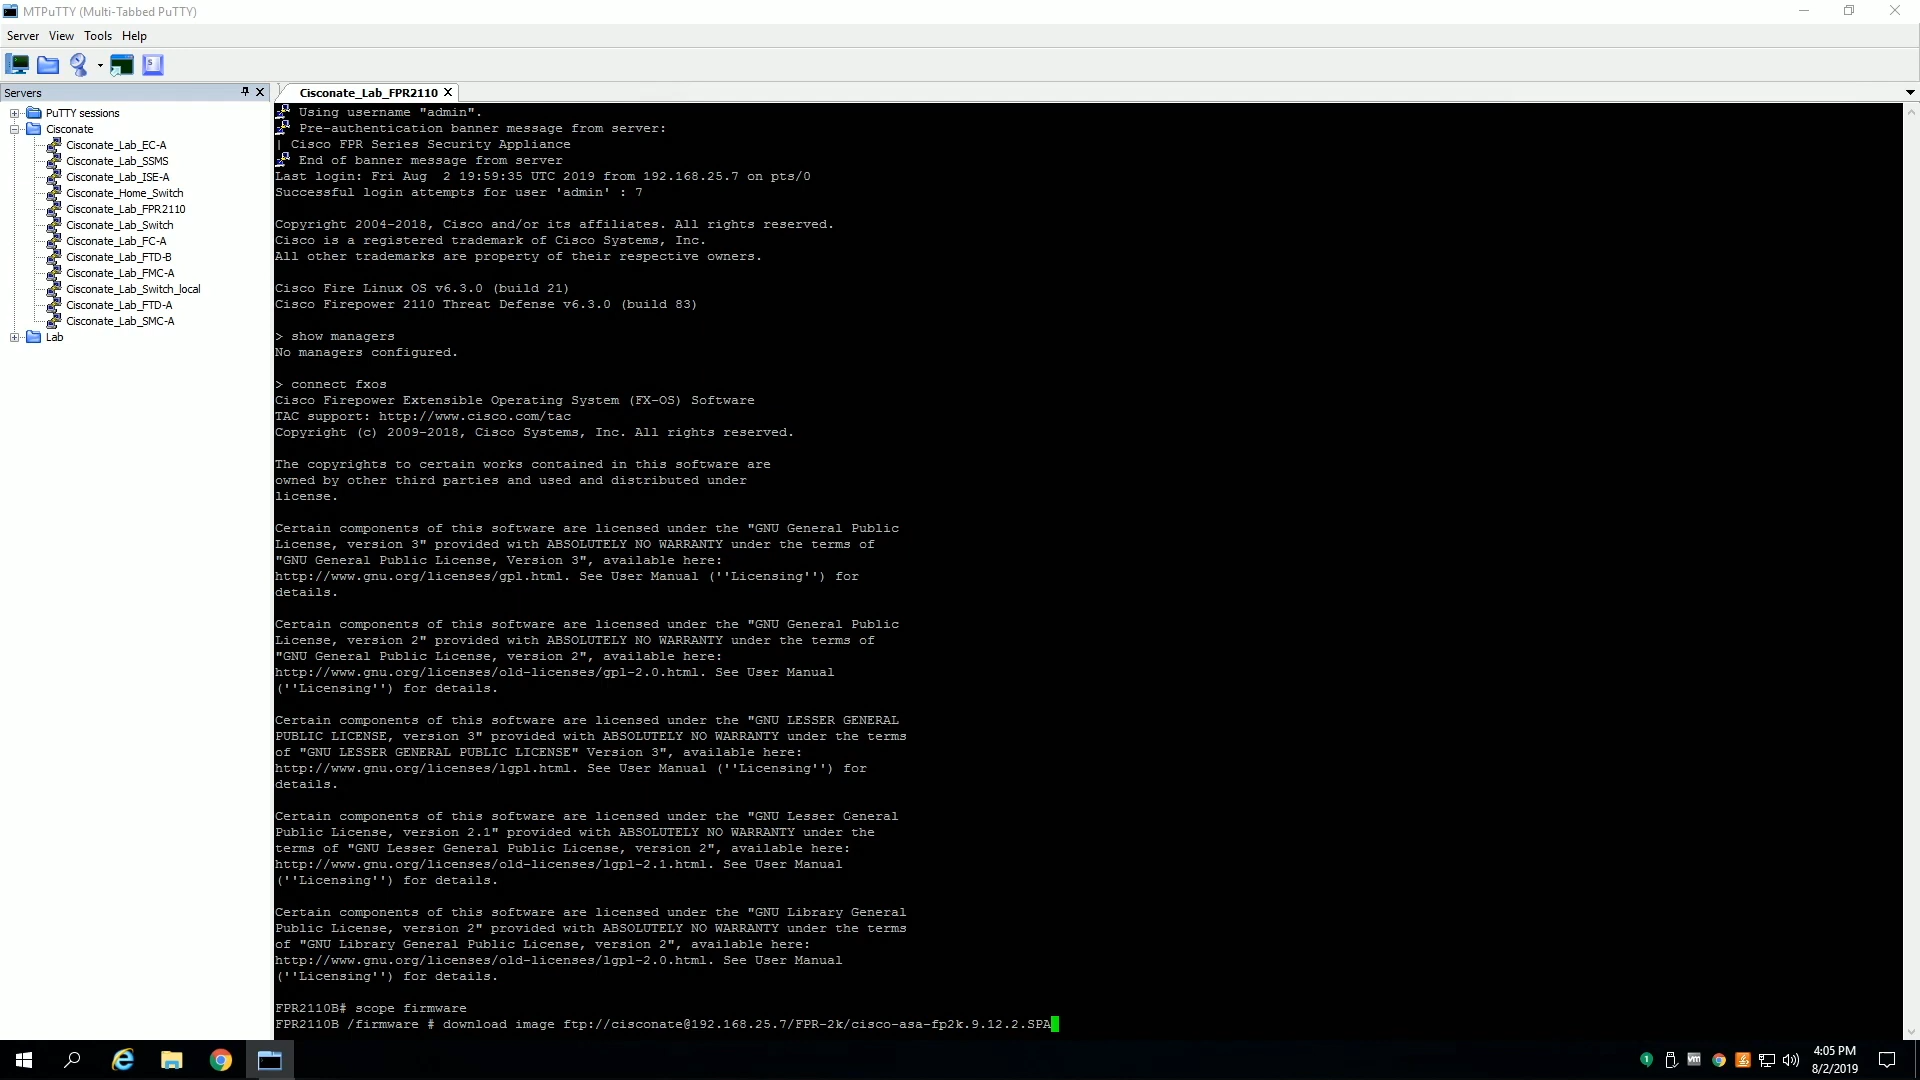 MTPuTTY (Multi-Tabbed PuTTY)
Server View Tools Help
Servers
PuTTY sessions
Cisconate
Cisconate_Lab_EC-A
Cisconate_Lab_SSMS
Cisconate_Lab_ISE-A
Cisconate_Home_Switch
Cisconate_Lab_FPR2110
Cisconate_Lab_Switch
Cisconate_Lab_FC-A
Cisconate_Lab_FTD-B
Cisconate_Lab_FMC-A
Cisconate_Lab_Switch_local
Cisconate_Lab_FTD-A
Cisconate_Lab_SMC-A
Lab
Cisconate_Lab_FPR2110
Using username "admin".
Pre-authentication banner message from server:
| Cisco FPR Series Security Appliance
End of banner message from server
Last login: Fri Aug  2 19:59:35 UTC 2019 from 192.168.25.7 on pts/0
Successful login attempts for user 'admin' : 7
Copyright 2004-2018, Cisco and/or its affiliates. All rights reserved.
Cisco is a registered trademark of Cisco Systems, Inc.
All other trademarks are property of their respective owners.
Cisco Fire Linux OS v6.3.0 (build 21)
Cisco Firepower 2110 Threat Defense v6.3.0 (build 83)
> show managers
No managers configured.
> connect fxos
Cisco Firepower Extensible Operating System (FX-OS) Software
TAC support: http://www.cisco.com/tac
Copyright (c) 2009-2018, Cisco Systems, Inc. All rights reserved.
The copyrights to certain works contained in this software are
owned by other third parties and used and distributed under
license.
Certain components of this software are licensed under the "GNU General Public
License, version 3" provided with ABSOLUTELY NO WARRANTY under the terms of
"GNU General Public License, Version 3", available here:
http://www.gnu.org/licenses/gpl.html. See User Manual (''Licensing'') for
details.
Certain components of this software are licensed under the "GNU General Public
License, version 2" provided with ABSOLUTELY NO WARRANTY under the terms of
"GNU General Public License, version 2", available here:
http://www.gnu.org/licenses/old-licenses/gpl-2.0.html. See User Manual
(''Licensing'') for details.
Certain components of this software are licensed under the "GNU LESSER GENERAL
PUBLIC LICENSE, version 3" provided with ABSOLUTELY NO WARRANTY under the terms
of "GNU LESSER GENERAL PUBLIC LICENSE" Version 3", available here:
http://www.gnu.org/licenses/lgpl.html. See User Manual (''Licensing'') for
details.
Certain components of this software are licensed under the "GNU Lesser General
Public License, version 2.1" provided with ABSOLUTELY NO WARRANTY under the
terms of "GNU Lesser General Public License, version 2", available here:
http://www.gnu.org/licenses/old-licenses/lgpl-2.1.html. See User Manual
(''Licensing'') for details.
Certain components of this software are licensed under the "GNU Library General
Public License, version 2" provided with ABSOLUTELY NO WARRANTY under the terms
of "GNU Library General Public License, version 2", available here:
http://www.gnu.org/licenses/old-licenses/lgpl-2.0.html. See User Manual
(''Licensing'') for details.
FPR2110B# scope firmware
FPR2110B /firmware # download image ftp://cisconate@192.168.25.7/FPR-2k/cisco-asa-fp2k.9.12.2.SPA
4:05 PM
8/2/2019